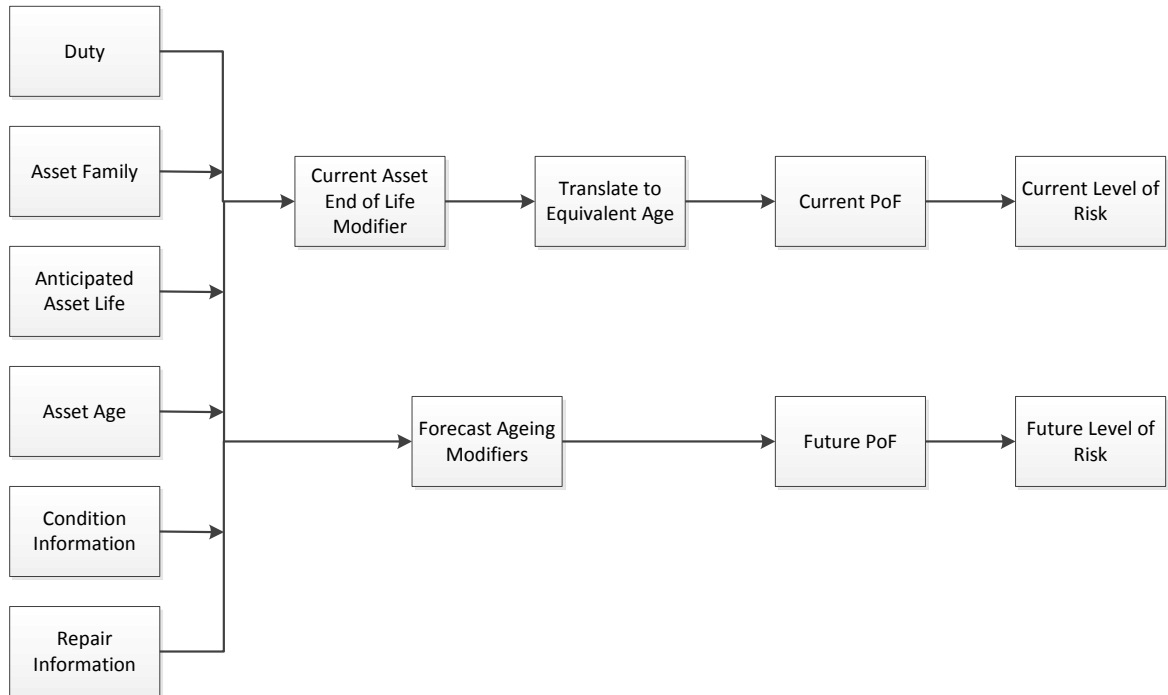 Duty
Asset Family
Anticipated
Asset Life
Asset Age
Condition
Information
Repair
Information
Current Asset
End of Life
Modifier
Translate to
Equivalent Age
Current PoF
Current Level of
Risk
Forecast Ageing
Modifiers
Future PoF
Future Level of
Risk